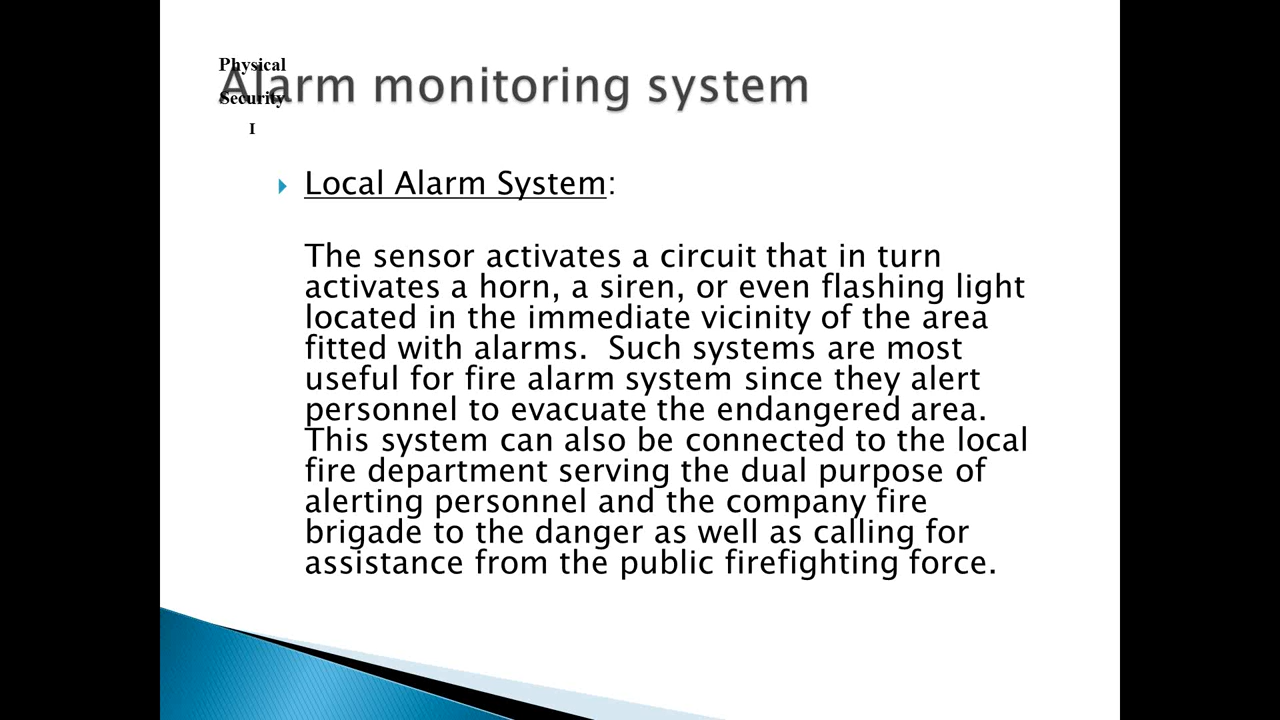 Physical
Security
I
Alarm monitoring system
Local Alarm System:
The sensor activates a circuit that in turn
activates a horn, a siren, or even flashing light
located in the immediate vicinity of the area
fitted with alarms.  Such systems are most
useful for fire alarm system since they alert
personnel to evacuate the endangered area.
This system can also be connected to the local
fire department serving the dual purpose of
alerting personnel and the company fire
brigade to the danger as well as calling for
assistance from the public firefighting force.